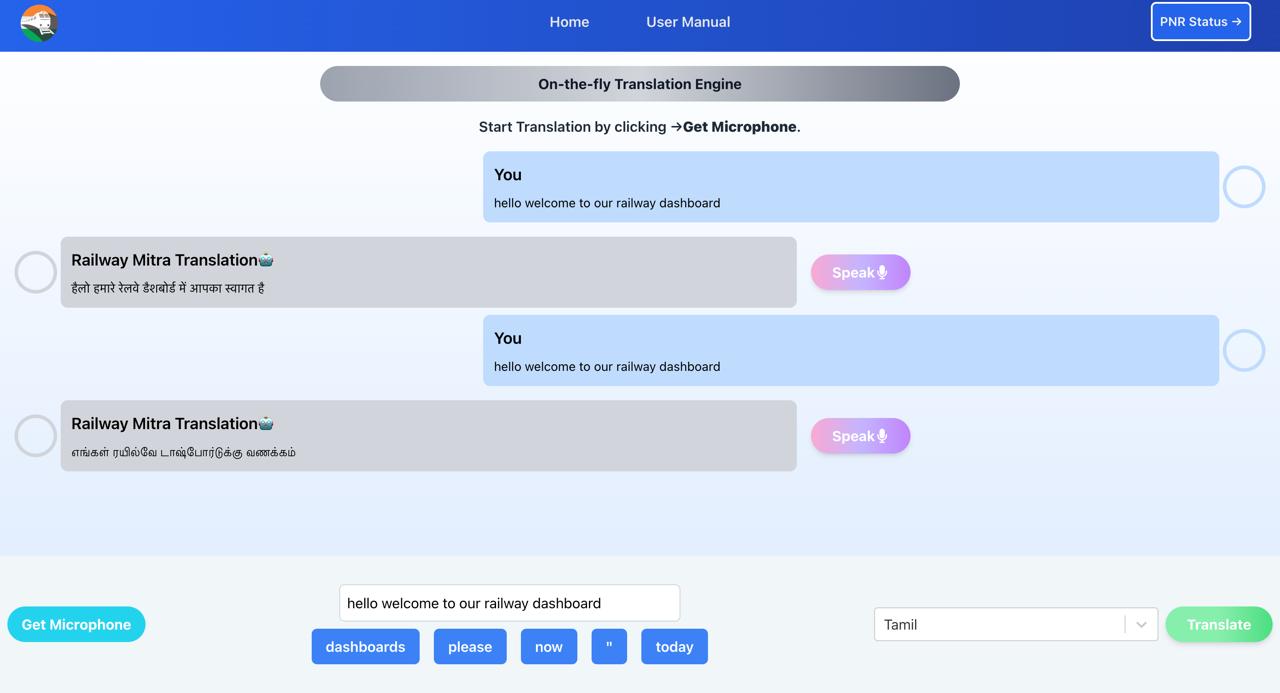 Home User Manual PNR Status →
On-the-fly Translation Engine
Start Translation by clicking →Get Microphone.
You
hello welcome to our railway dashboard
Railway Mitra Translation🤖
हैलो हमारे रेलवे डैशबोर्ड में आपका स्वागत है
Speak
You
hello welcome to our railway dashboard
Railway Mitra Translation🤖
எங்கள் ரயில்வே டாஷ்போர்டுக்கு வணக்கம்
Speak
hello welcome to our railway dashboard
Get Microphone
Tamil
Translate
dashboards please now " today